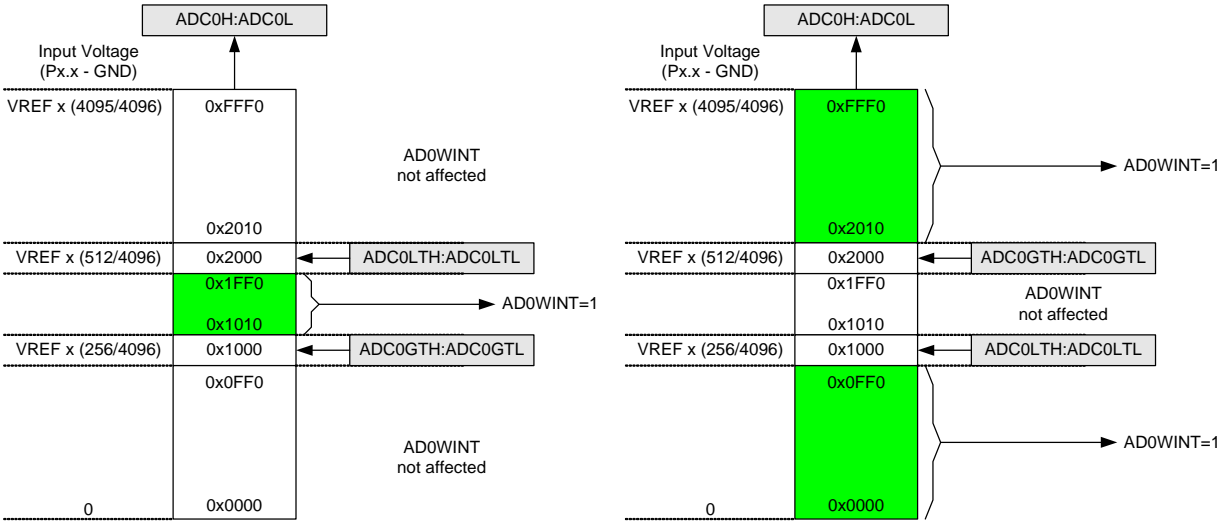 ADC0H:ADC0L
Input Voltage
(Px.x - GND)
VREF x (4095/4096)
0xFFF0
AD0WINT
not affected
0x2010
VREF x (512/4096)
0x2000
ADC0LTH:ADC0LTL
0x1FF0
AD0WINT=1
0x1010
VREF x (256/4096)
0x1000
ADC0GTH:ADC0GTL
0x0FF0
AD0WINT
not affected
0
0x0000
ADC0H:ADC0L
Input Voltage
(Px.x - GND)
VREF x (4095/4096)
0xFFF0
AD0WINT=1
0x2010
VREF x (512/4096)
0x2000
ADC0GTH:ADC0GTL
0x1FF0
AD0WINT
not affected
0x1010
VREF x (256/4096)
0x1000
ADC0LTH:ADC0LTL
0x0FF0
AD0WINT=1
0
0x0000